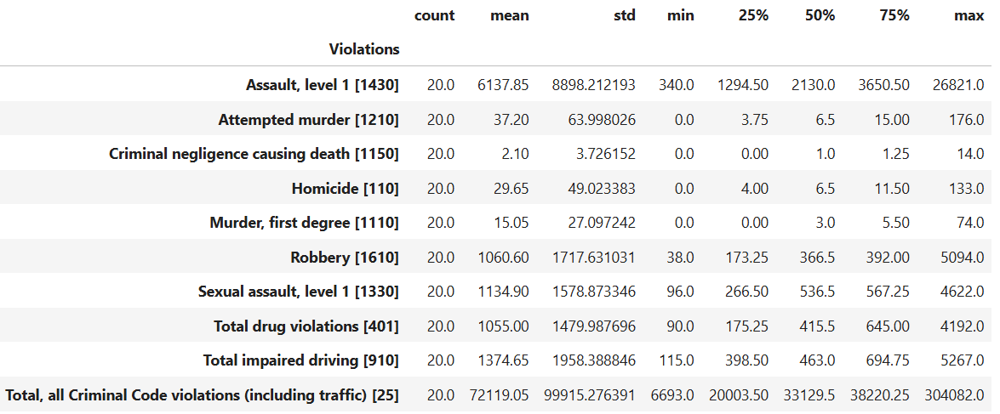 count mean std min 25% 50% 75% max
Violations
Assault, level 1 [1430] 20.0 6137.85 8898.212193 340.0 1294.50 2130.0 3650.50 26821.0
Attempted murder [1210] 20.0 37.20 63.998026 0.0 3.75 6.5 15.00 176.0
Criminal negligence causing death [1150] 20.0 2.10 3.726152 0.0 0.00 1.0 1.25 14.0
Homicide [110] 20.0 29.65 49.023383 0.0 4.00 6.5 11.50 133.0
Murder, first degree [1110] 20.0 15.05 27.097242 0.0 0.00 3.0 5.50 74.0
Robbery [1610] 20.0 1060.60 1717.631031 38.0 173.25 366.5 392.00 5094.0
Sexual assault, level 1 [1330] 20.0 1134.90 1578.873346 96.0 266.50 536.5 567.25 4622.0
Total drug violations [401] 20.0 1055.00 1479.987696 90.0 175.25 415.5 645.00 4192.0
Total impaired driving [910] 20.0 1374.65 1958.388846 115.0 398.50 463.0 694.75 5267.0
Total, all Criminal Code violations (including traffic) [25] 20.0 72119.05 99915.276391 6693.0 20003.50 33129.5 38220.25 304082.0